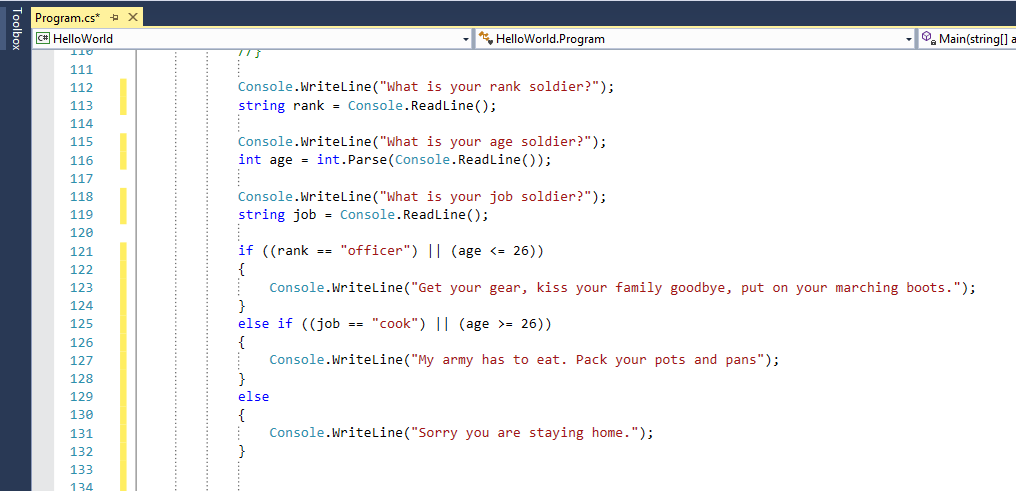 Toolbox
Program.cs*
C# HelloWorld
HelloWorld.Program
Main(string[] a
110 //}
111
112 Console.WriteLine("What is your rank soldier?");
113 string rank = Console.ReadLine();
114
115 Console.WriteLine("What is your age soldier?");
116 int age = int.Parse(Console.ReadLine());
117
118 Console.WriteLine("What is your job soldier?");
119 string job = Console.ReadLine();
120
121 if ((rank == "officer") || (age <= 26))
122 {
123 Console.WriteLine("Get your gear, kiss your family goodbye, put on your marching boots.");
124 }
125 else if ((job == "cook") || (age >= 26))
126 {
127 Console.WriteLine("My army has to eat. Pack your pots and pans");
128 }
129 else
130 {
131 Console.WriteLine("Sorry you are staying home.");
132 }
133
134